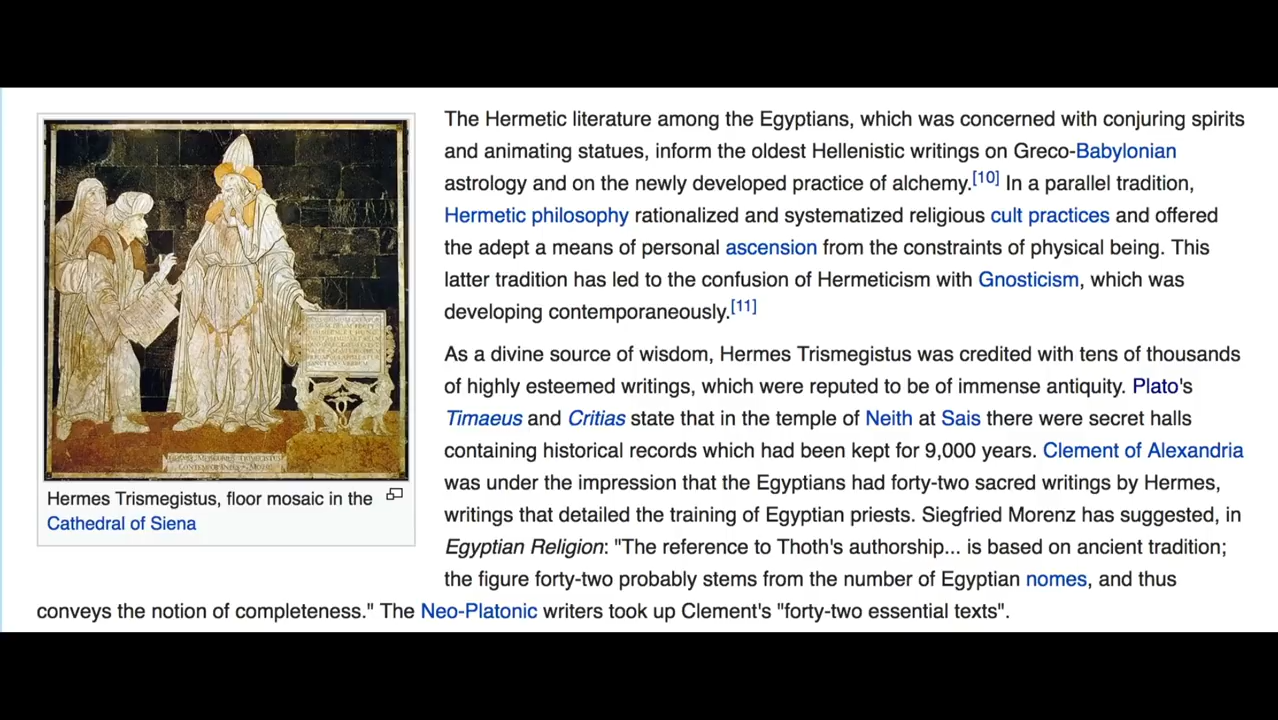 The Hermetic literature among the Egyptians, which was concerned with conjuring spirits
and animating statues, inform the oldest Hellenistic writings on Greco-Babylonian
astrology and on the newly developed practice of alchemy.[10] In a parallel tradition,
Hermetic philosophy rationalized and systematized religious cult practices and offered
the adept a means of personal ascension from the constraints of physical being. This
latter tradition has led to the confusion of Hermeticism with Gnosticism, which was
developing contemporaneously.[11]
As a divine source of wisdom, Hermes Trismegistus was credited with tens of thousands
of highly esteemed writings, which were reputed to be of immense antiquity. Plato's
Timaeus and Critias state that in the temple of Neith at Sais there were secret halls
containing historical records which had been kept for 9,000 years. Clement of Alexandria
was under the impression that the Egyptians had forty-two sacred writings by Hermes,
writings that detailed the training of Egyptian priests. Siegfried Morenz has suggested, in
Egyptian Religion: "The reference to Thoth's authorship... is based on ancient tradition;
the figure forty-two probably stems from the number of Egyptian nomes, and thus
conveys the notion of completeness." The Neo-Platonic writers took up Clement's "forty-two essential texts".
Hermes Trismegistus, floor mosaic in the
Cathedral of Siena